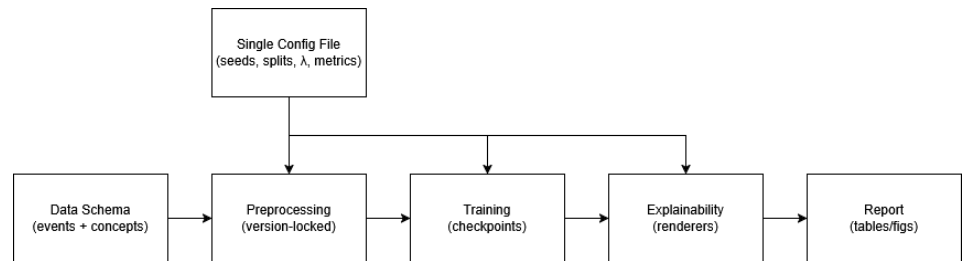 Single Config File
(seeds, splits, λ, metrics)
Data Schema
(events + concepts)
Preprocessing
(version-locked)
Training
(checkpoints)
Explainability
(renderers)
Report
(tables/figs)